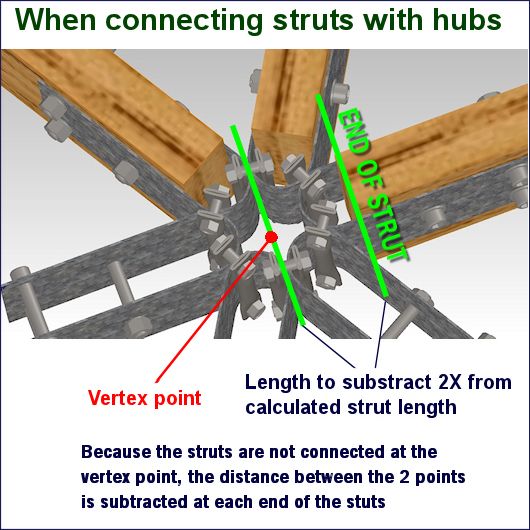 When connecting struts with hubs
END OF STRUT
Vertex point
Length to substract 2X from
calculated strut length
Because the struts are not connected at the
vertex point, the distance between the 2 points
is subtracted at each end of the stuts